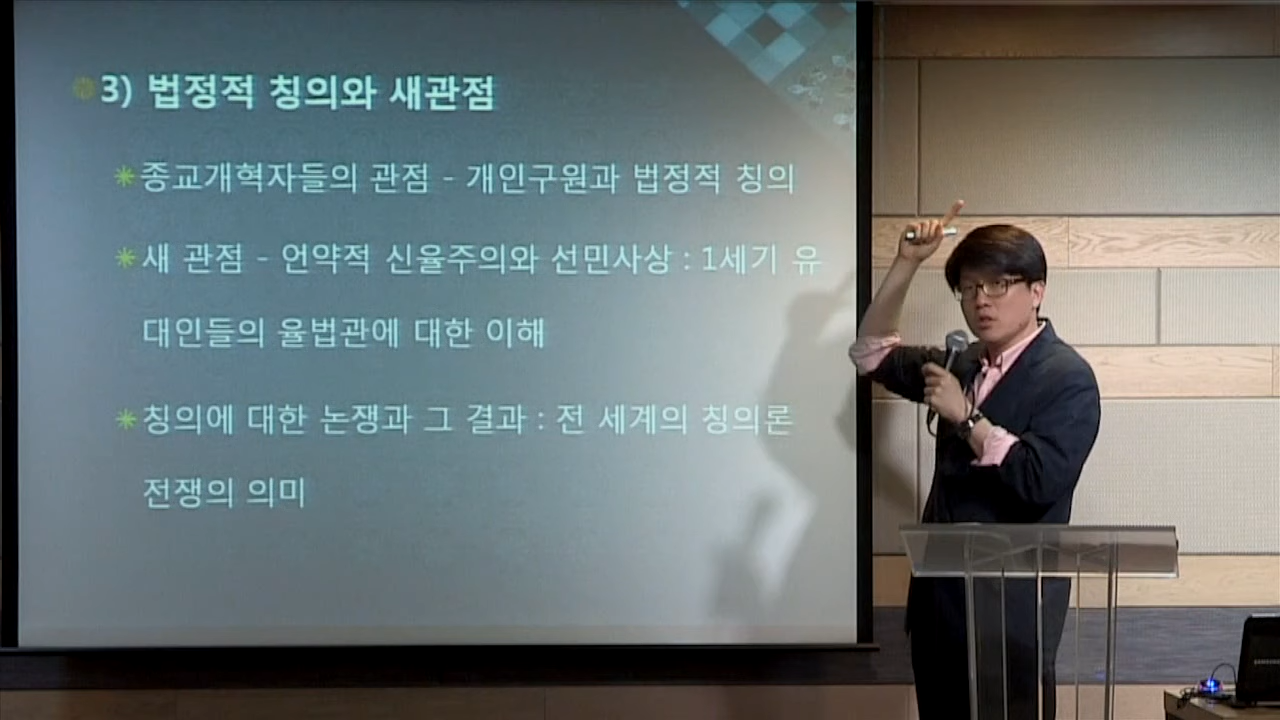 3) 법정적 칭의와 새관점
종교개혁자들의 관점 - 개인구원과 법정적 칭의
새 관점 - 언약적 신율주의와 선민사상 : 1세기 유
대인들의 율법관에 대한 이해
칭의에 대한 논쟁과 그 결과 : 전 세계의 칭의론
전쟁의 의미